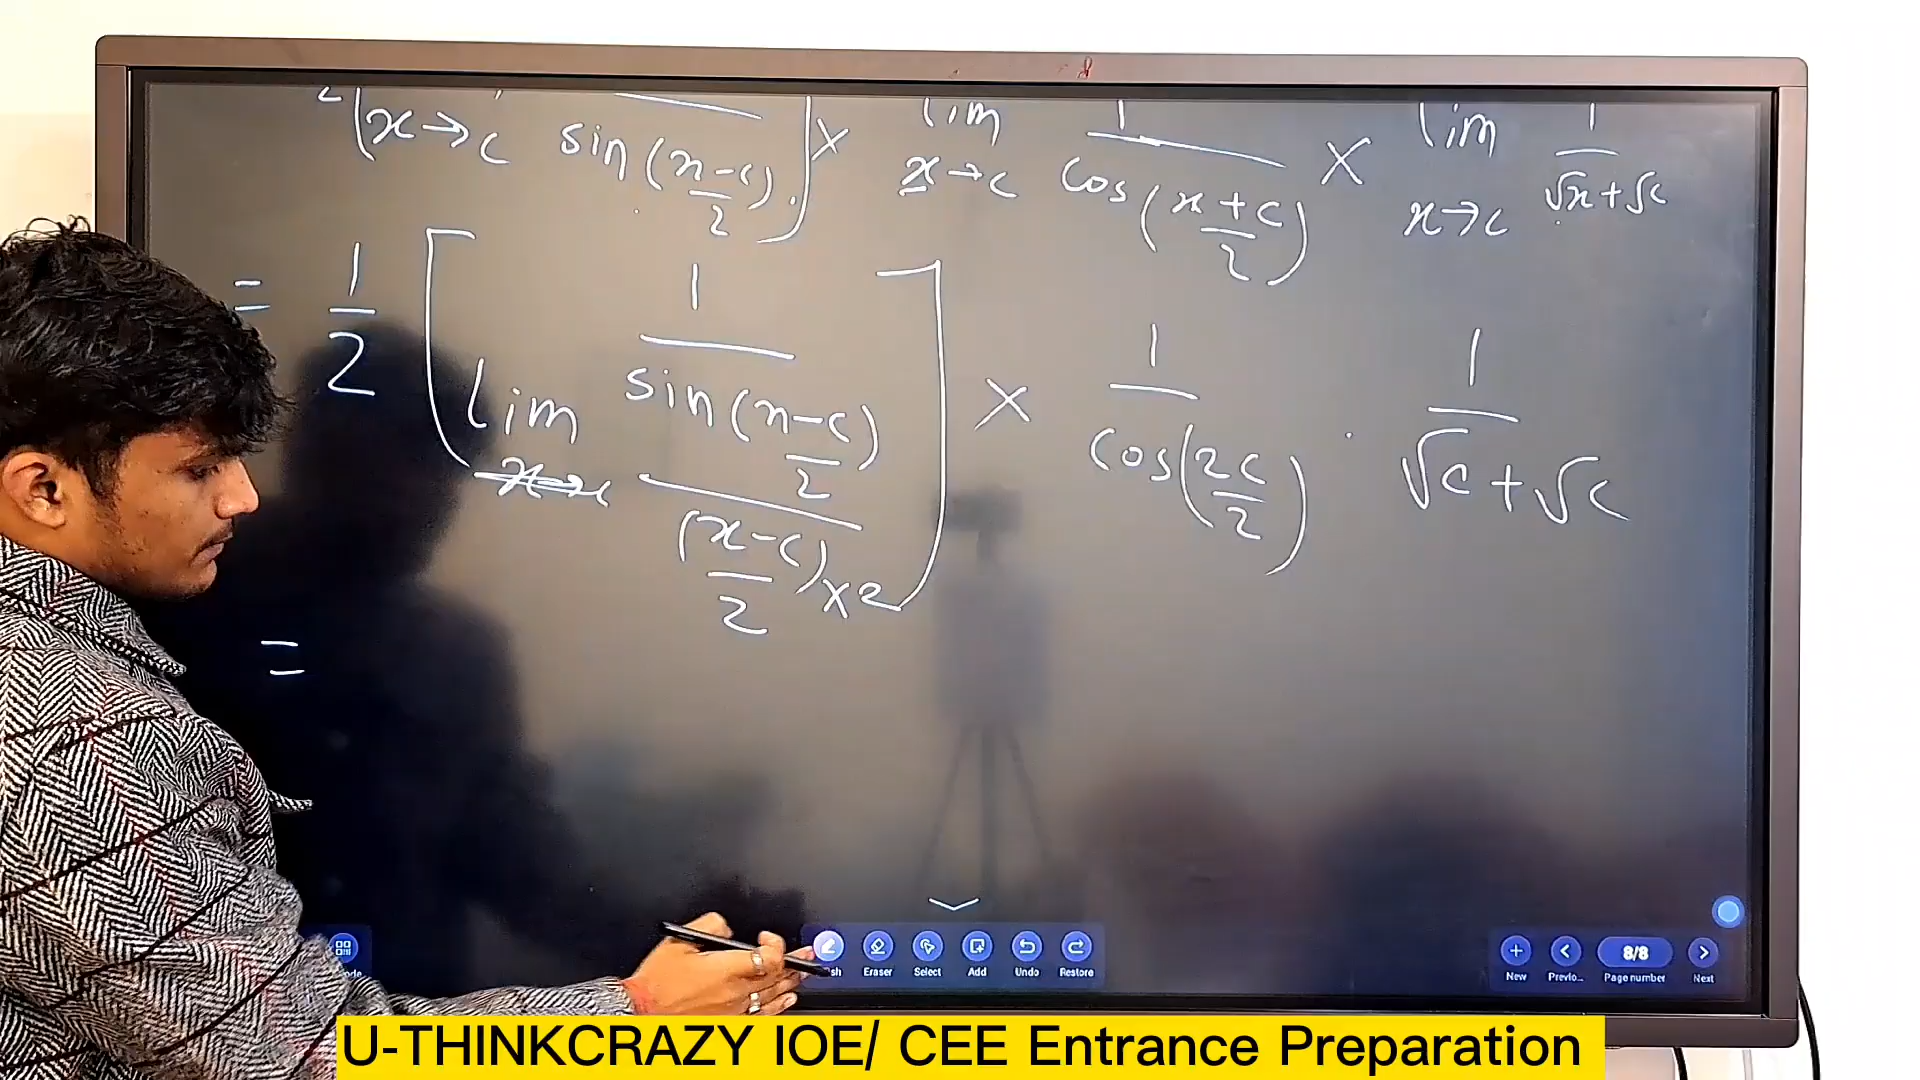 lim 1 lim 1
x→c sin(x-c)/2 × x→c cos(x+c)/2 × x→c √x+√c
= 1/2 [lim x→c 1/(sin(x-c)/2)/((x-c)/2)×2] × 1/cos(2c/2) · 1/√c+√c
=
Eraser Select Add Undo Restore
New Previo... 8/8 Page number Next
U-THINKCRAZY IOE/ CEE Entrance Preparation